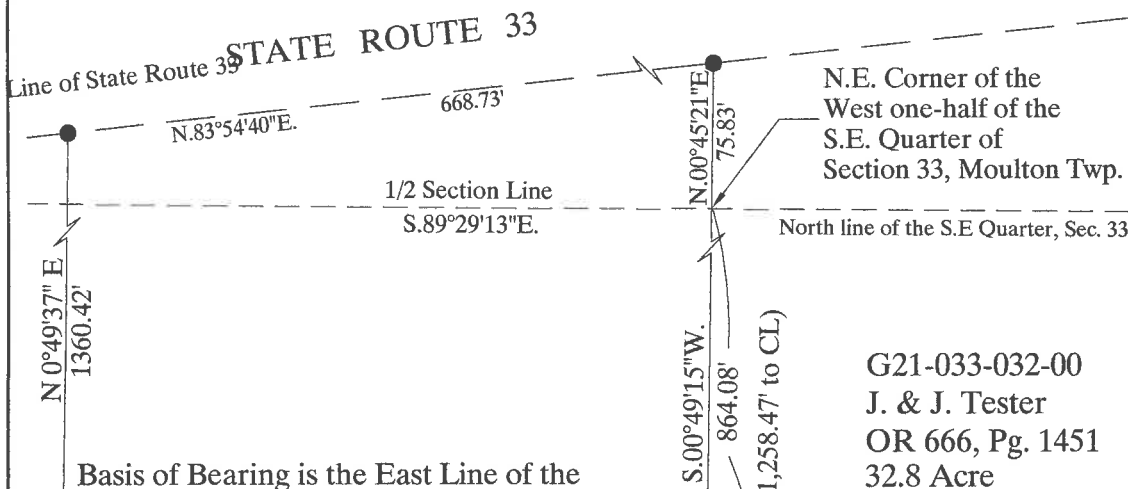 STATE ROUTE 33
Line of State Route 33
668.73'
N.83°54'40"E.
N.00°45'21"E
75.83'
N.E. Corner of the
West one-half of the
S.E. Quarter of
Section 33, Moulton Twp.
1/2 Section Line
S.89°29'13"E.
North line of the S.E Quarter, Sec. 33
N 0°49'37" E
1360.42'
S.00°49'15"W.
864.08'
1,258.47' to CL)
G21-033-032-00
J. & J. Tester
OR 666, Pg. 1451
32.8 Acre
Basis of Bearing is the East Line of the